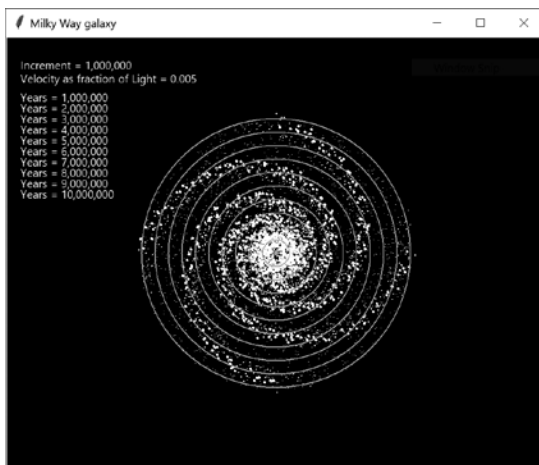 Milky Way galaxy
Increment = 1,000,000
Velocity as fraction of Light = 0.005
Years = 1,000,000
Years = 2,000,000
Years = 3,000,000
Years = 4,000,000
Years = 5,000,000
Years = 6,000,000
Years = 7,000,000
Years = 8,000,000
Years = 9,000,000
Years = 10,000,000